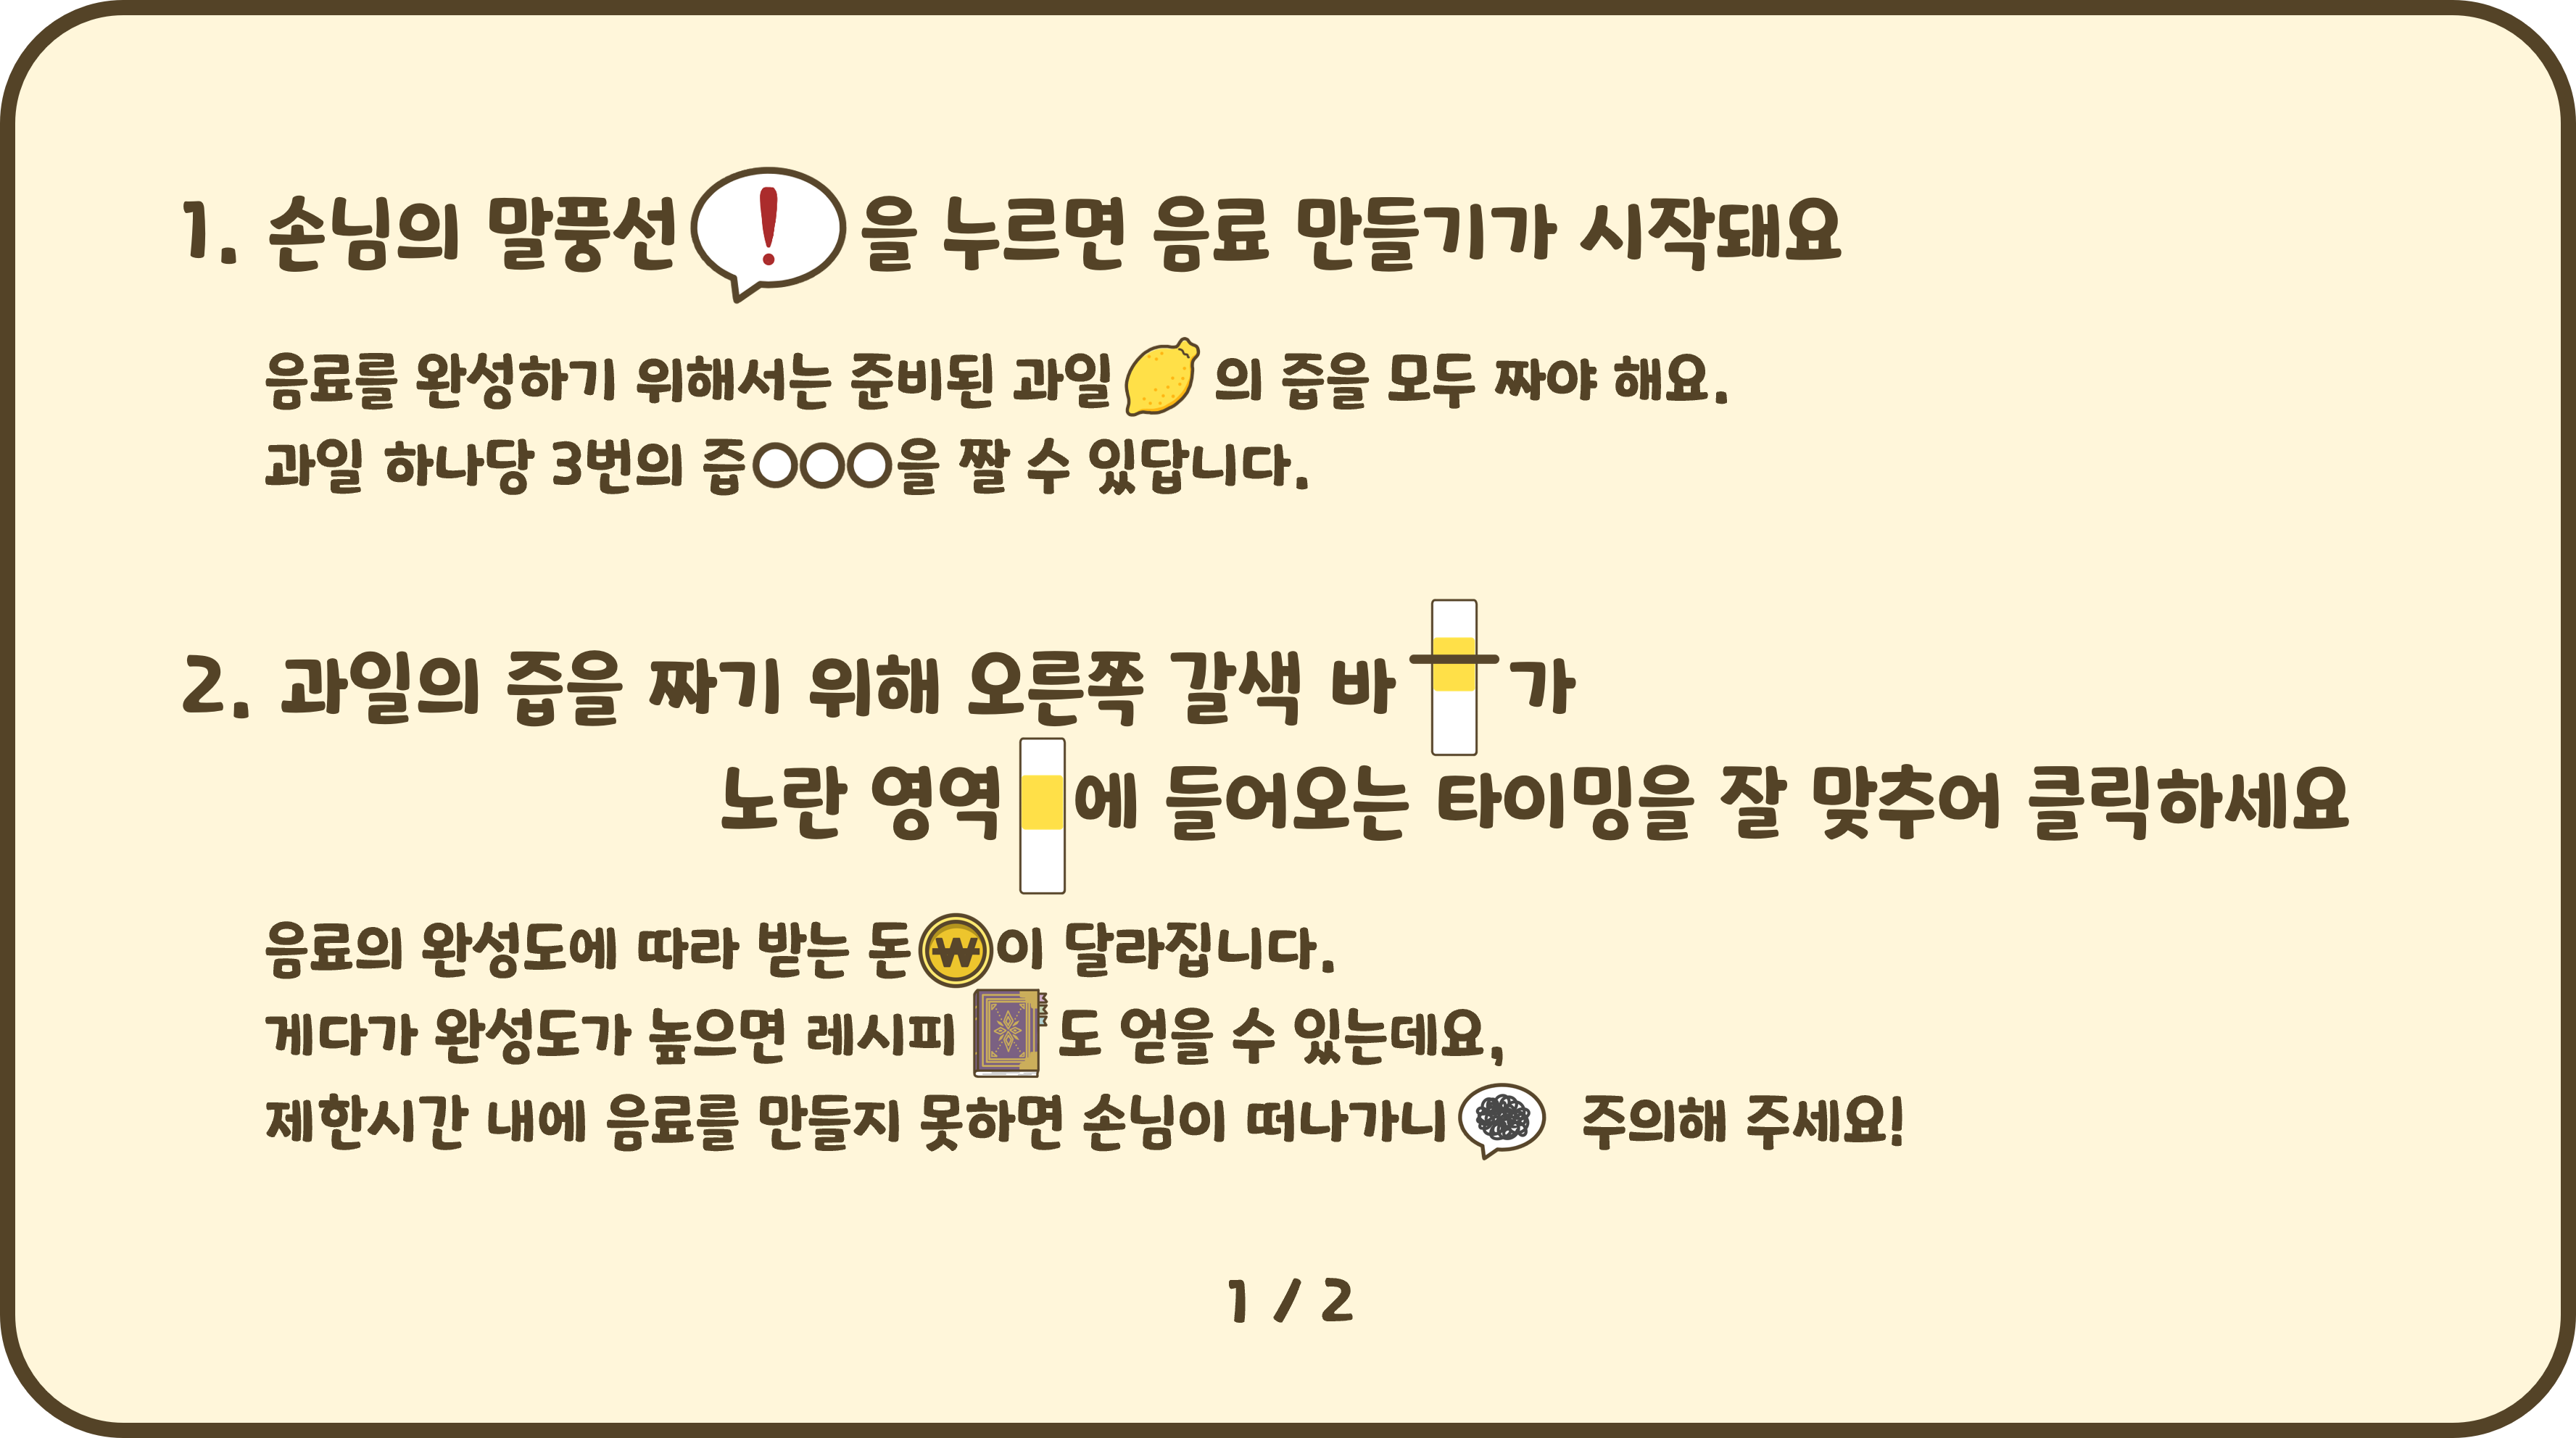 1. 손님의 말풍선 ! 을 누르면 음료 만들기가 시작돼요
음료를 완성하기 위해서는 준비된 과일 의 즙을 모두 짜야 해요.
과일 하나당 3번의 즙 을 짤 수 있답니다.
2. 과일의 즙을 짜기 위해 오른쪽 갈색 바 가
노란 영역 에 들어오는 타이밍을 잘 맞추어 클릭하세요
음료의 완성도에 따라 받는 돈 ₩ 이 달라집니다.
게다가 완성도가 높으면 레시피 도 얻을 수 있는데요,
제한시간 내에 음료를 만들지 못하면 손님이 떠나가니 주의해 주세요!
1 / 2